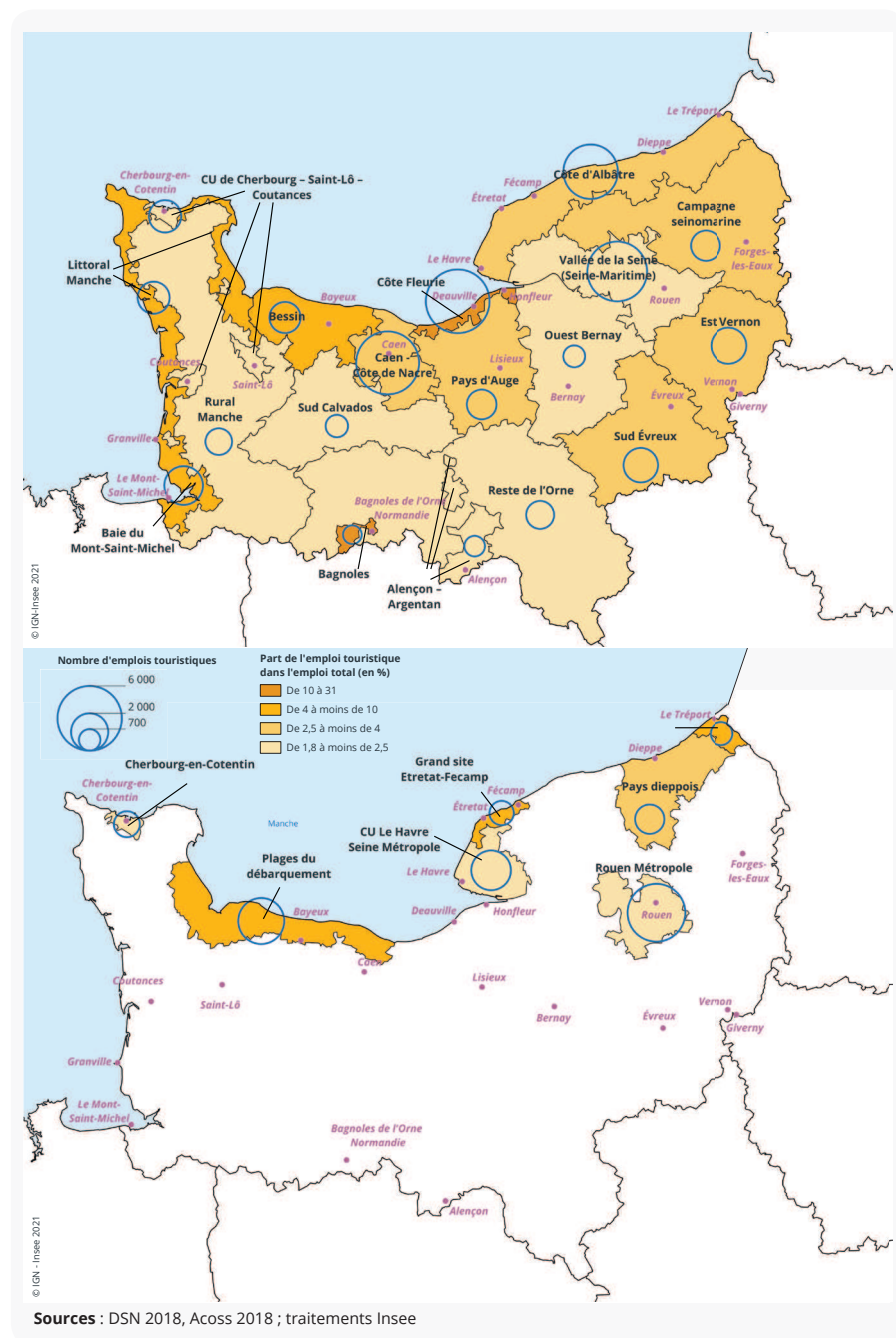 Le Tréport
Dieppe
Cherbourg-en-
Cotentin
CU de Cherbourg – Saint-Lô –
Coutances
Côte d'Albâtre
Fécamp
Étretat
Campagne
seinomarine
Forges-
les-Eaux
Littoral
Manche
Le Havre
Vallée de la Seine
(Seine-Maritime)
Côte Fleurie
Deauville
Honfleur
Rouen
Bayeux
Bessin
Ouest Bernay
Est Vernon
Caen
Caen -
Côte de Nacre
Lisieux
Pays d'Auge
Coutances
Saint-Lô
Bernay
Évreux
Vernon
Giverny
Rural
Manche
Sud Calvados
Granville
Sud Évreux
Le Mont-
Saint-Michel
Reste de l'Orne
Bagnoles de l'Orne
Normandie
Baie du
Mont-Saint-Michel
Bagnoles
Alençon
Alençon –
Argentan
© IGN-Insee 2021
Nombre d'emplois touristiques
6 000
2 000
700
Part de l'emploi touristique
dans l'emploi total (en %)
De 10 à 31
De 4 à moins de 10
De 2,5 à moins de 4
De 1,8 à moins de 2,5
Le Tréport
Dieppe
Cherbourg-en-Cotentin
Cherbourg-en-
Cotentin
Grand site
Etretat-Fecamp
Fécamp
Étretat
Pays dieppois
Manche
CU Le Havre
Seine Métropole
Plages du
débarquement
Le Havre
Rouen Métropole
Forges-
les-Eaux
Bayeux
Deauville
Honfleur
Rouen
Caen
Coutances
Saint-Lô
Lisieux
Bernay
Évreux
Vernon
Giverny
Granville
Le Mont-
Saint-Michel
Bagnoles de l'Orne
Normandie
Alençon
© IGN - Insee 2021
Sources : DSN 2018, Acoss 2018 ; traitements Insee